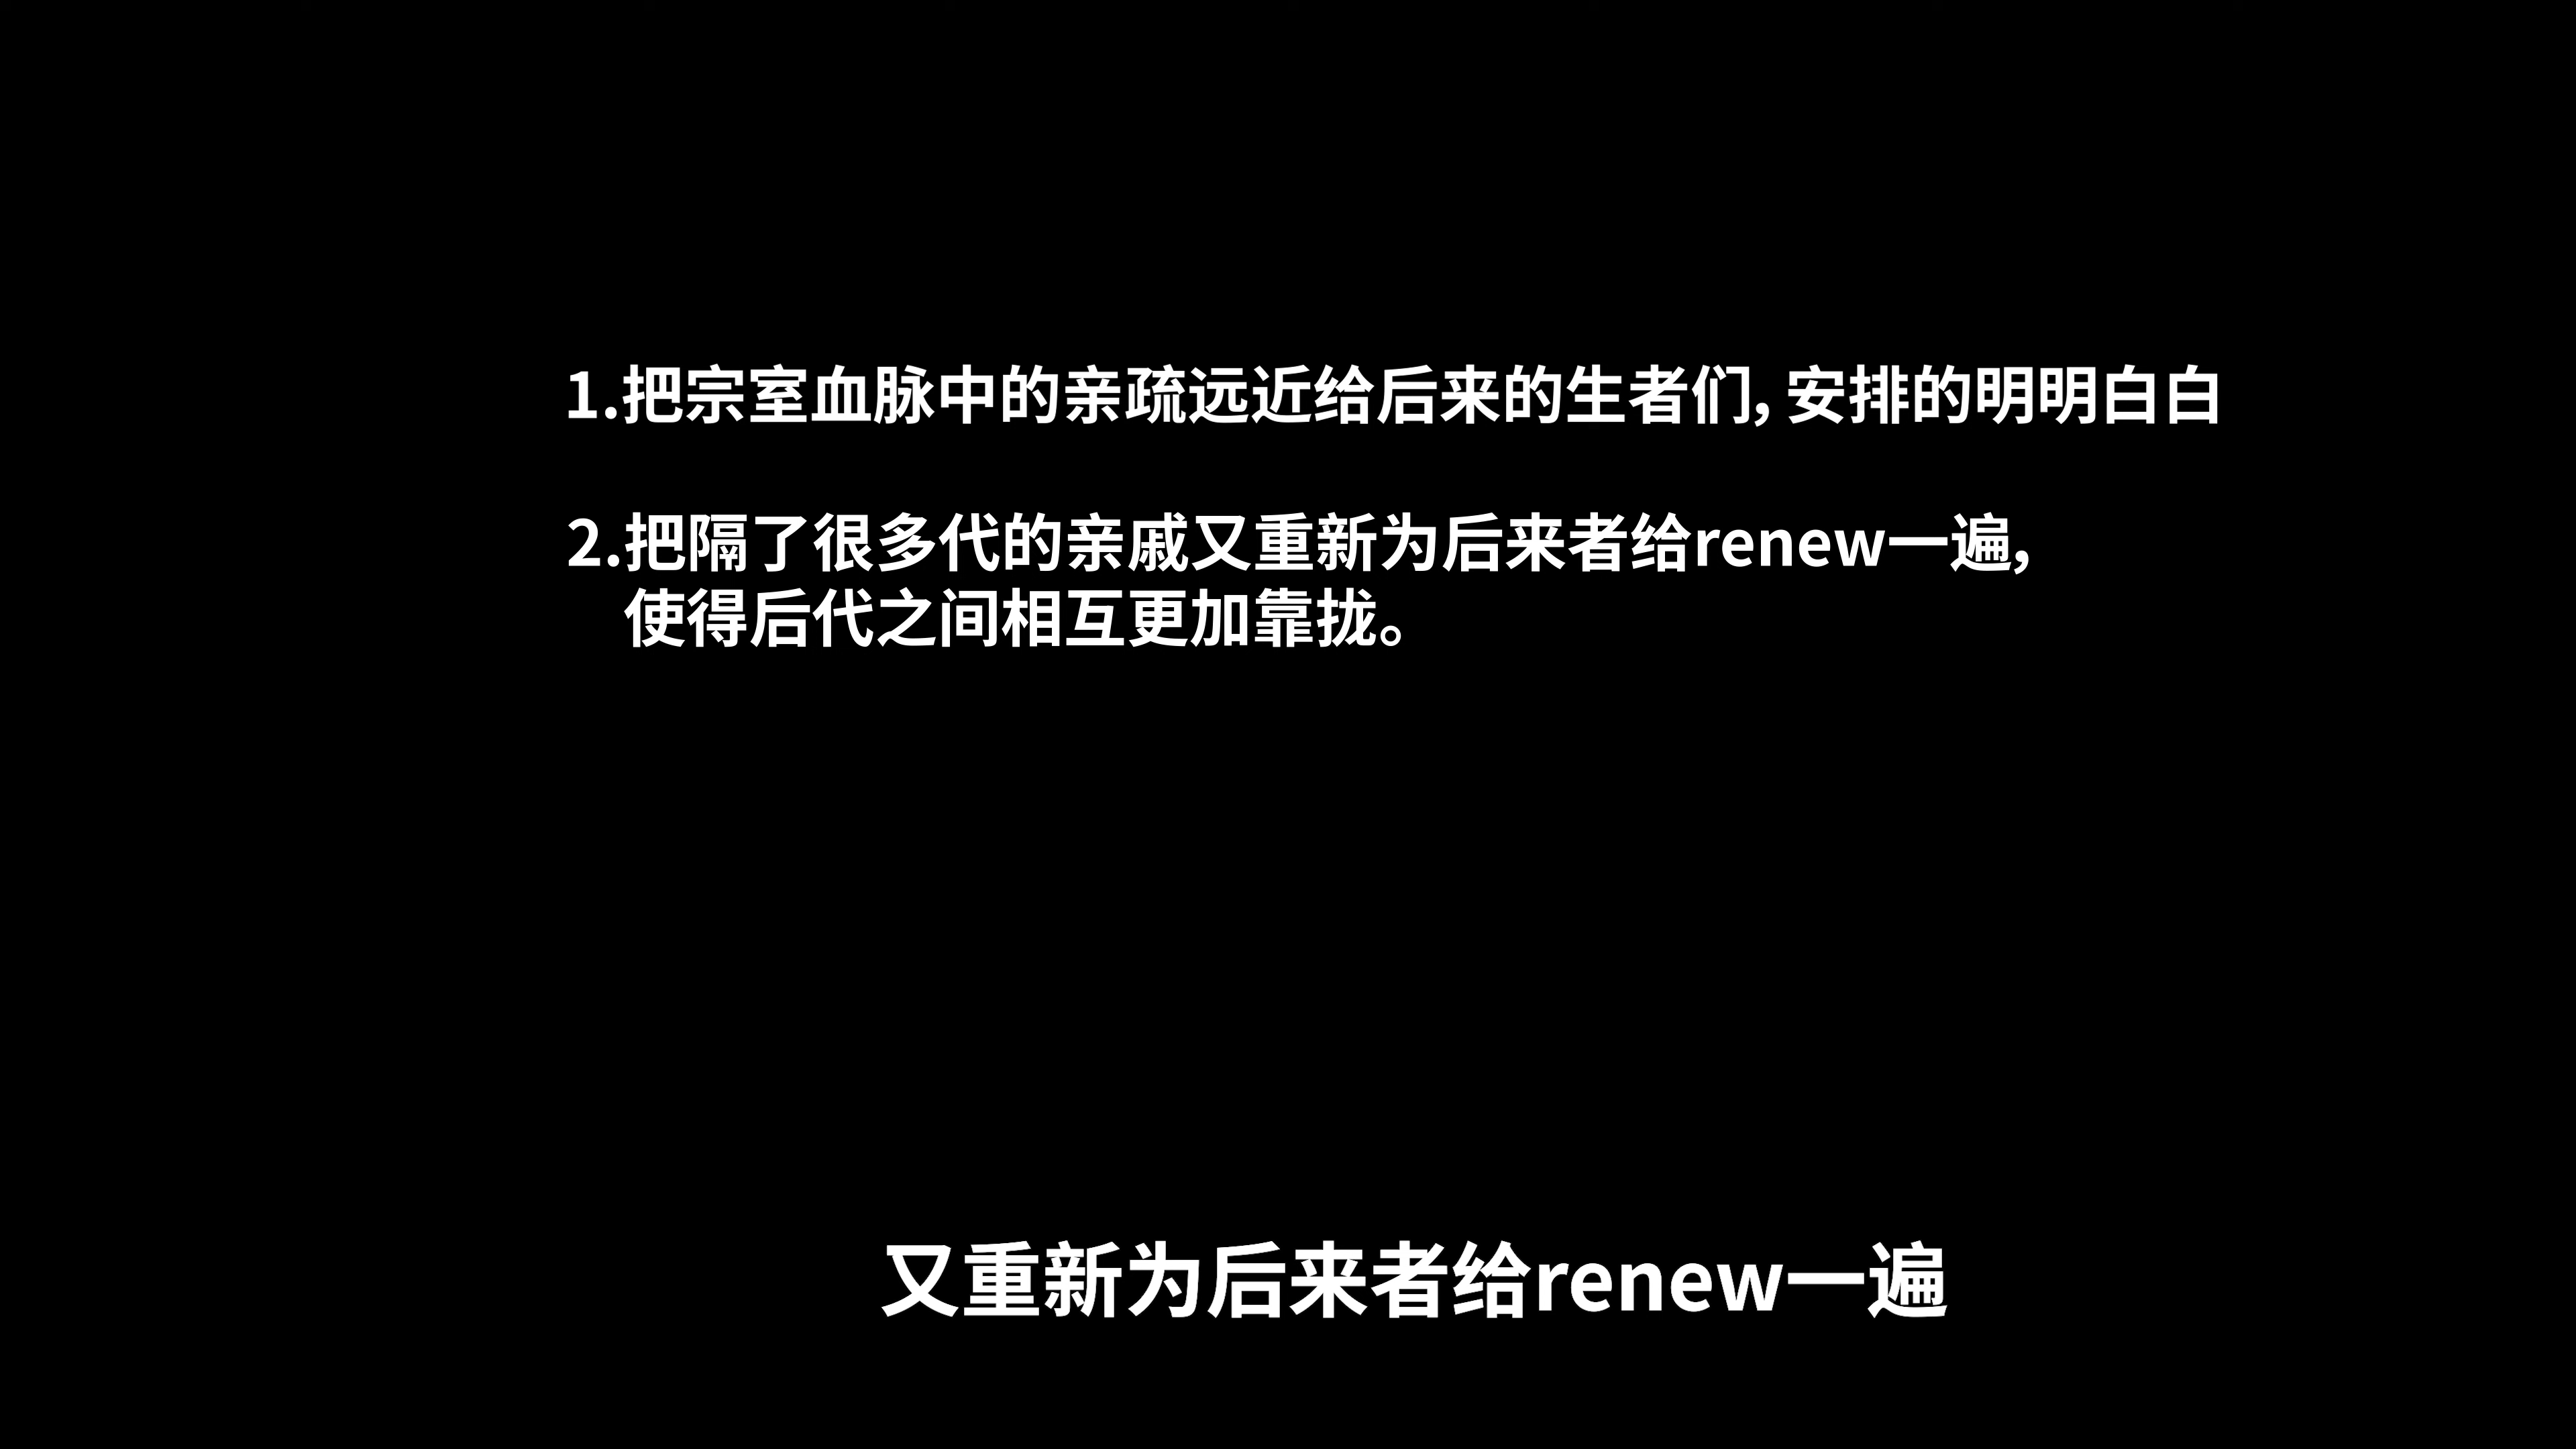 1.把宗室血脉中的亲疏远近给后来的生者们, 安排的明明白白
2.把隔了很多代的亲戚又重新为后来者给renew一遍,
使得后代之间相互更加靠拢。
又重新为后来者给renew一遍